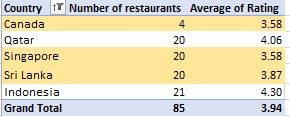 Country Number of restaurants Average of Rating
Canada 4 3.58
Qatar 20 4.06
Singapore 20 3.58
Sri Lanka 20 3.87
Indonesia 21 4.30
Grand Total 85 3.94